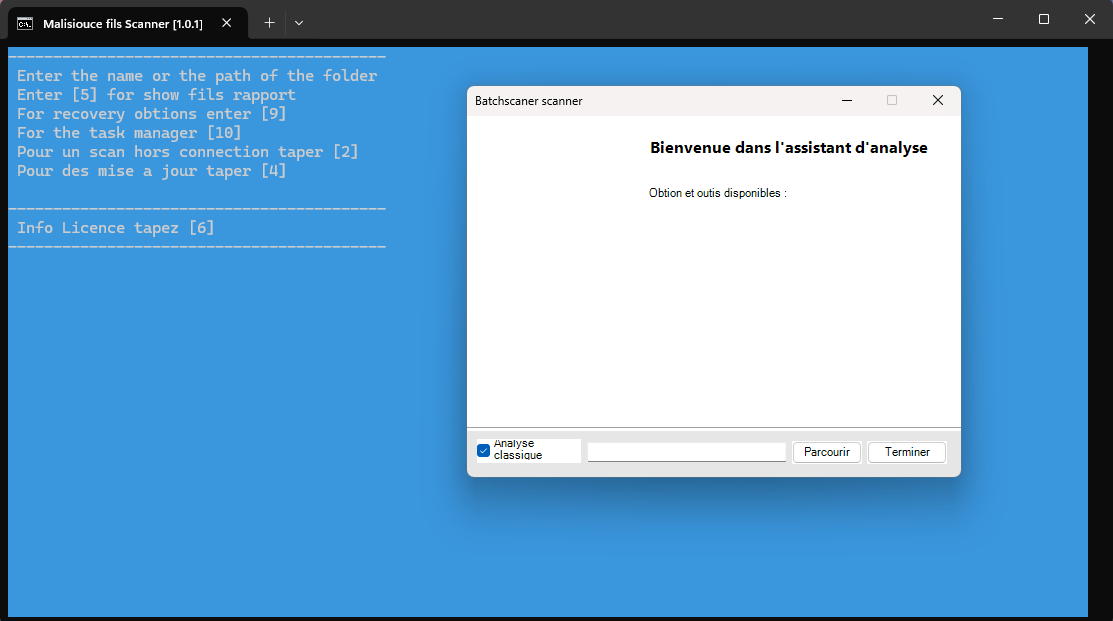 Malisiouce fils Scanner [1.0.1]
Enter the name or the path of the folder
Enter [5] for show fils rapport
For recovery obtions enter [9]
For the task manager [10]
Pour un scan hors connection taper [2]
Pour des mise a jour taper [4]
Info Licence tapez [6]
Batchscaner scanner
Bienvenue dans l'assistant d'analyse
Obtion et outis disponibles :
Analyse
classique
Parcourir
Terminer